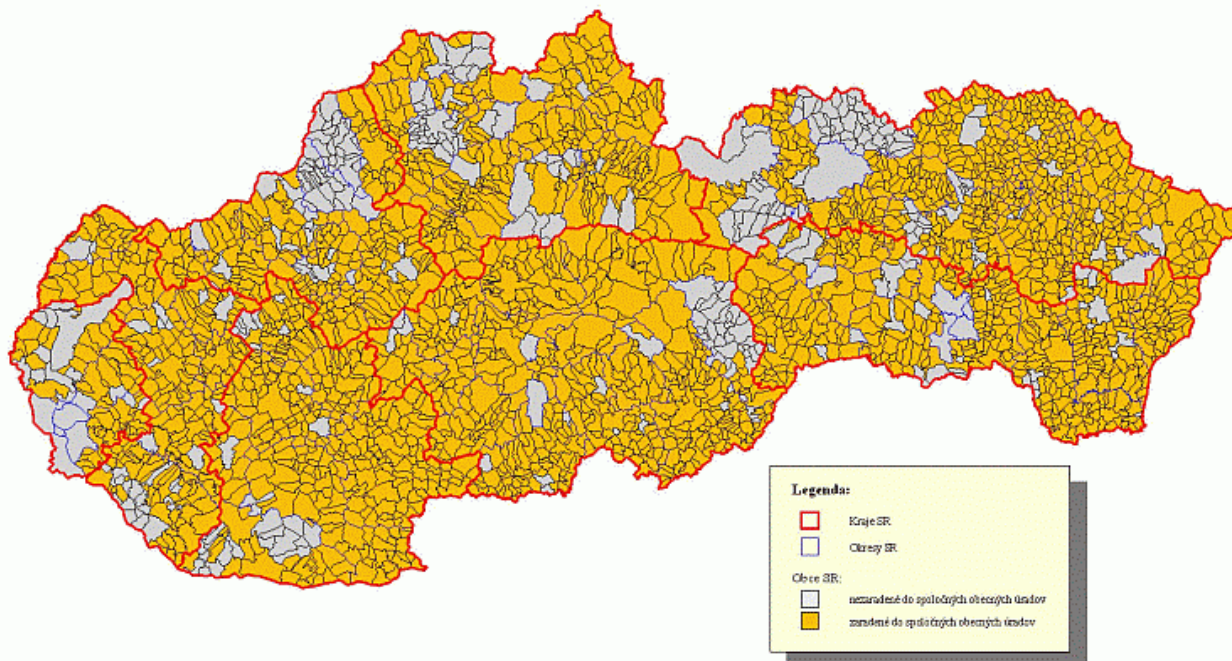 Legenda:
Kraje SR
Okresy SR
Obce SR:
nezaradené do spoločných obecných úradov
zaradené do spoločných obecných úradov